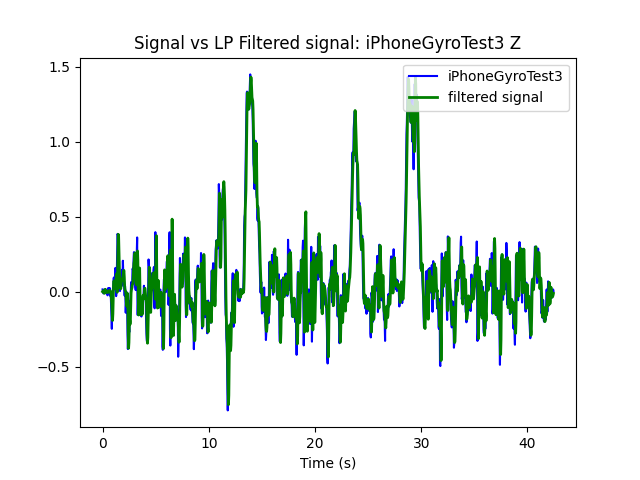 Signal vs LP Filtered signal: iPhoneGyroTest3 Z
iPhoneGyroTest3
filtered signal
1.5
1.0
0.5
0.0
−0.5
0
10
20
30
40
Time (s)